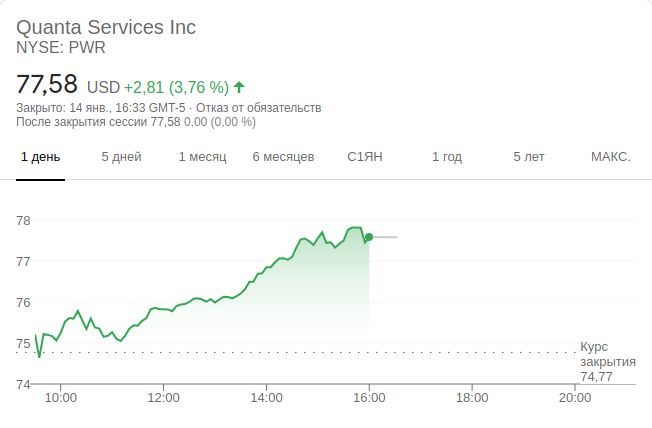 Quanta Services Inc
NYSE: PWR
77,58 USD +2,81 (3,76 %)
Закрыто: 14 янв., 16:33 GMT-5 · Отказ от обязательств
После закрытия сессии 77,58 0,00 (0,00 %)
1 день 5 дней 1 месяц 6 месяцев С1ЯН 1 год 5 лет МАКС.
78
77
76
75
Курс
закрытия
74,77
74
10:00 12:00 14:00 16:00 18:00 20:00